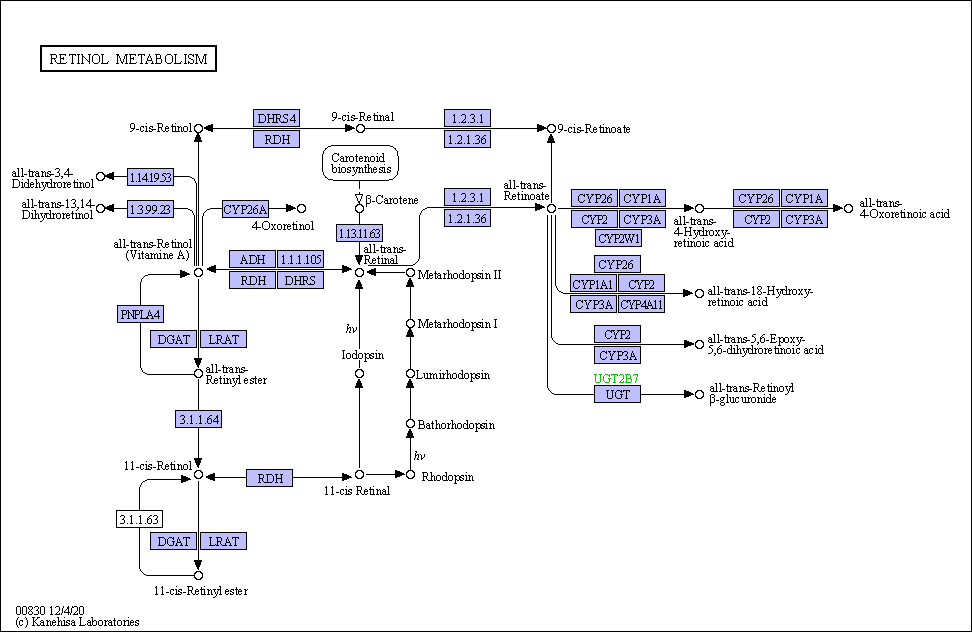 RETINOL METABOLISM
9-cis-Retinol
DHRS4
RDH
9-cis-Retinal
1.2.3.1
1.2.1.36
9-cis-Retinoate
Carotenoid
biosynthesis
all-trans-3,4-
Didehydroretinol
1.14.19.53
all-trans-13,14-
Dihydroretinol
1.3.99.23
CYP26A
4-Oxoretinol
β-Carotene
1.13.11.63
1.2.3.1
1.2.1.36
all-trans-
Retinoate
CYP26
CYP1A
CYP2
CYP3A
CYP2W1
all-trans-
4-Hydroxy-
retinoic acid
CYP26
CYP1A
CYP2
CYP3A
all-trans-
4-Oxoretinoic acid
all-trans-Retinol
(Vitamine A)
ADH
1.1.1.105
RDH
DHRS
all-trans-
Retinal
Metarhodopsin II
CYP26
CYP1A1
CYP2
CYP3A
CYP4A11
all-trans-18-Hydroxy-
retinoic acid
PNPLA4
DGAT
LRAT
hν
Metarhodopsin I
Iodopsin
CYP2
CYP3A
all-trans-5,6-Epoxy-
5,6-dihydroretinoic acid
all-trans-
Retinyl ester
Lumirhodopsin
UGT2B7
UGT
all-trans-Retinoyl
β-glucuronide
3.1.1.64
Bathorhodopsin
hν
11-cis-Retinol
RDH
11-cis Retinal
Rhodopsin
3.1.1.63
DGAT
LRAT
11-cis-Retinyl ester
00830 12/4/20
(c) Kanehisa Laboratories